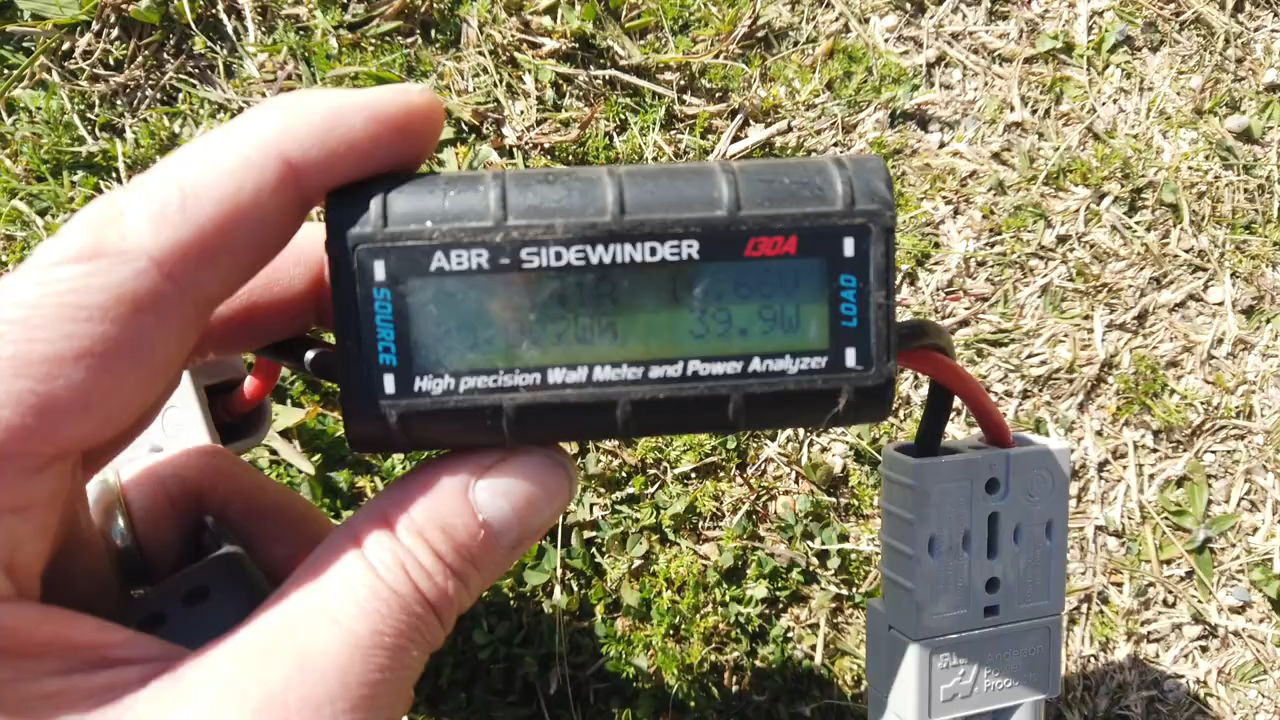 ABR - SIDEWINDER 130A
SOURCE
39.9W
LOAD
High precision Watt Meter and Power Analyzer
Anderson
Power
Products